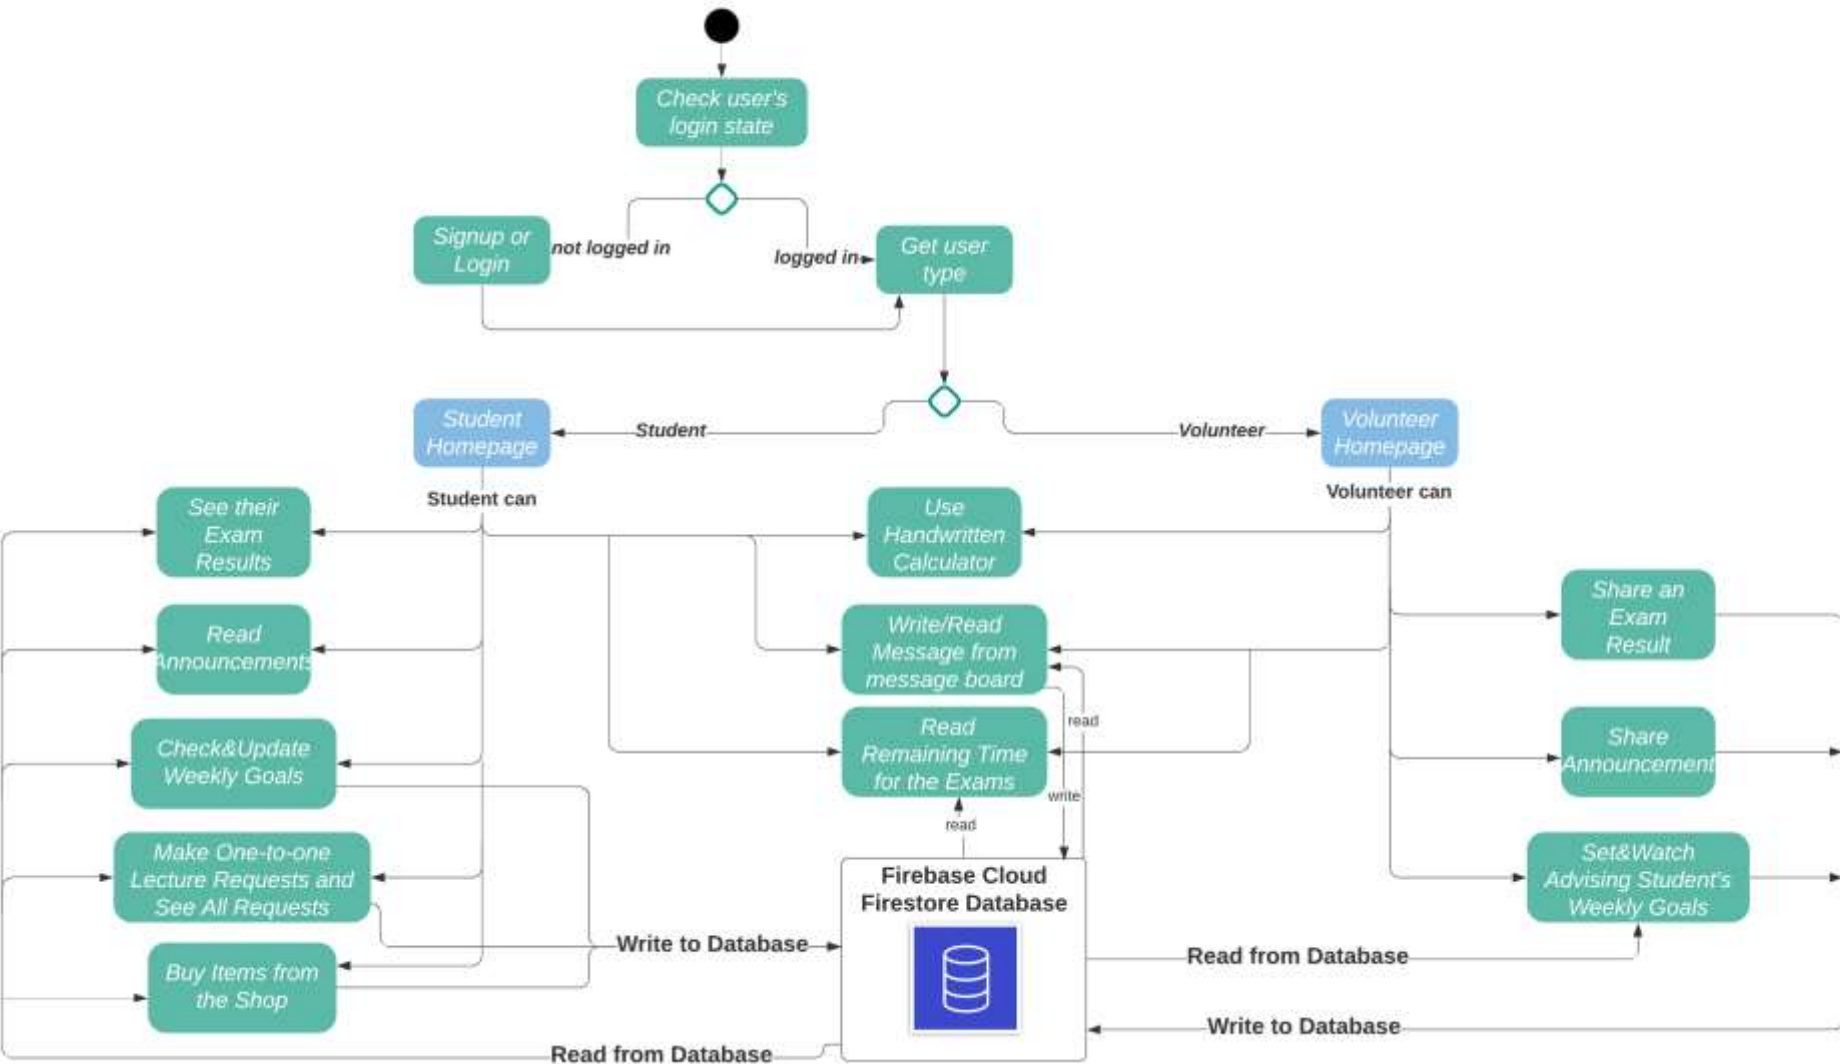 Check user's
login state
Signup or
Login
not logged in
logged in
Get user
type
Student
Homepage
Student
Volunteer
Volunteer
Homepage
Student can
Volunteer can
See their
Exam
Results
Use
Handwritten
Calculator
Share an
Exam
Result
Read
Announcements
Write/Read
Message from
message board
read
Check&Update
Weekly Goals
Read
Remaining Time
for the Exams
Share
Announcement
write
read
Make One-to-one
Lecture Requests and
See All Requests
Firebase Cloud
Firestore Database
Set&Watch
Advising Student's
Weekly Goals
Write to Database
Read from Database
Buy Items from
the Shop
Write to Database
Read from Database